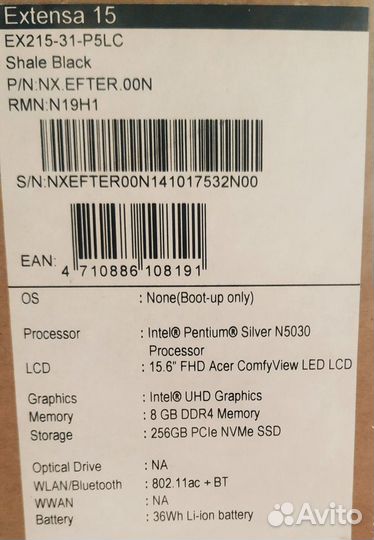 Extensa 15
EX215-31-P5LC
Shale Black
P/N:NX.EFTER.00N
RMN:N19H1
S/N:NXEFTER00N141017532N00
EAN:
4 710886 108191
OS : None(Boot-up only)
Processor : Intel® Pentium® Silver N5030
Processor
LCD : 15.6" FHD Acer ComfyView LED LCD
Graphics : Intel® UHD Graphics
Memory : 8 GB DDR4 Memory
Storage : 256GB PCIe NVMe SSD
Optical Drive : NA
WLAN/Bluetooth : 802.11ac + BT
WWAN : NA
Battery : 36Wh Li-ion battery
Avito